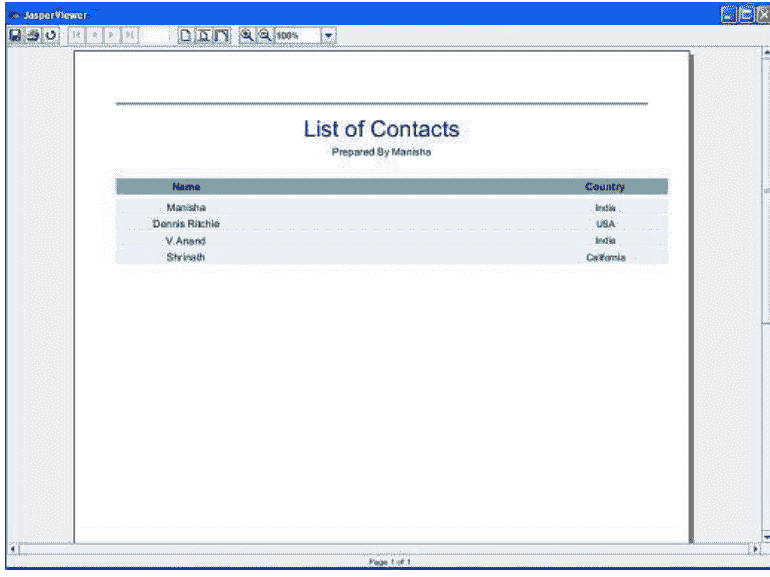 JasperViewer
100%
List of Contacts
Prepared By Manisha
Name Country
Manisha India
Dennis Ritchie USA
V.Anand India
Shrinath California
Page 1 of 1